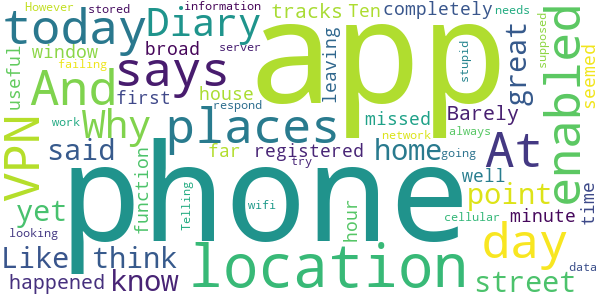 However stored information needs
tracks Ten completely
today Diary app great enabled
window broad leaving stupid supposed
useful failing says server seemed
And first house respond
VPN Why places missed Barely At
work network always
said far registered home going
yet function phone try well point time
Telling wifi hour cellular minute
Like think location day
looking data
happened know street